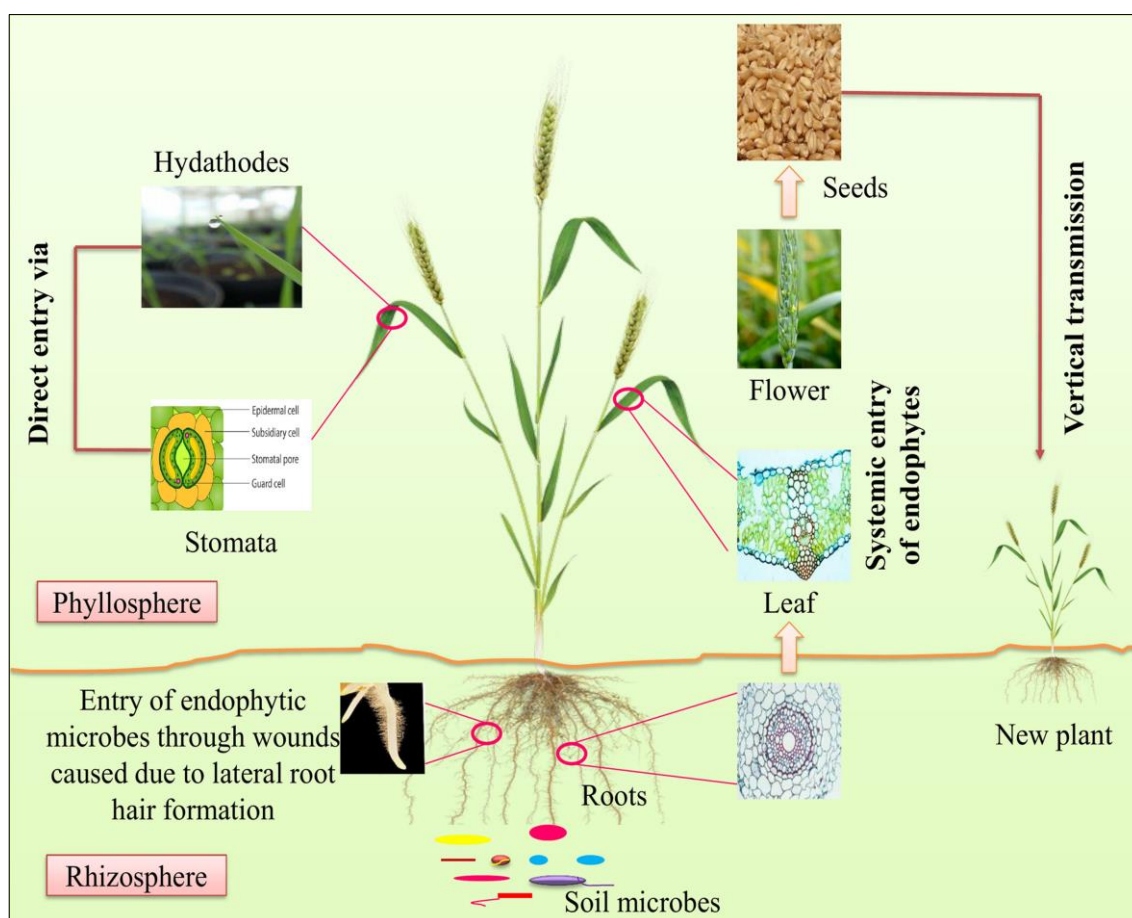 Hydathodes
Direct entry via
Epidermal cell
Subsidiary cell
Stomatal pore
Guard cell
Stomata
Phyllosphere
Seeds
Flower
Systemic entry
of endophytes
Leaf
Vertical transmission
New plant
Entry of endophytic
microbes through wounds
caused due to lateral root
hair formation
Roots
Rhizosphere
Soil microbes